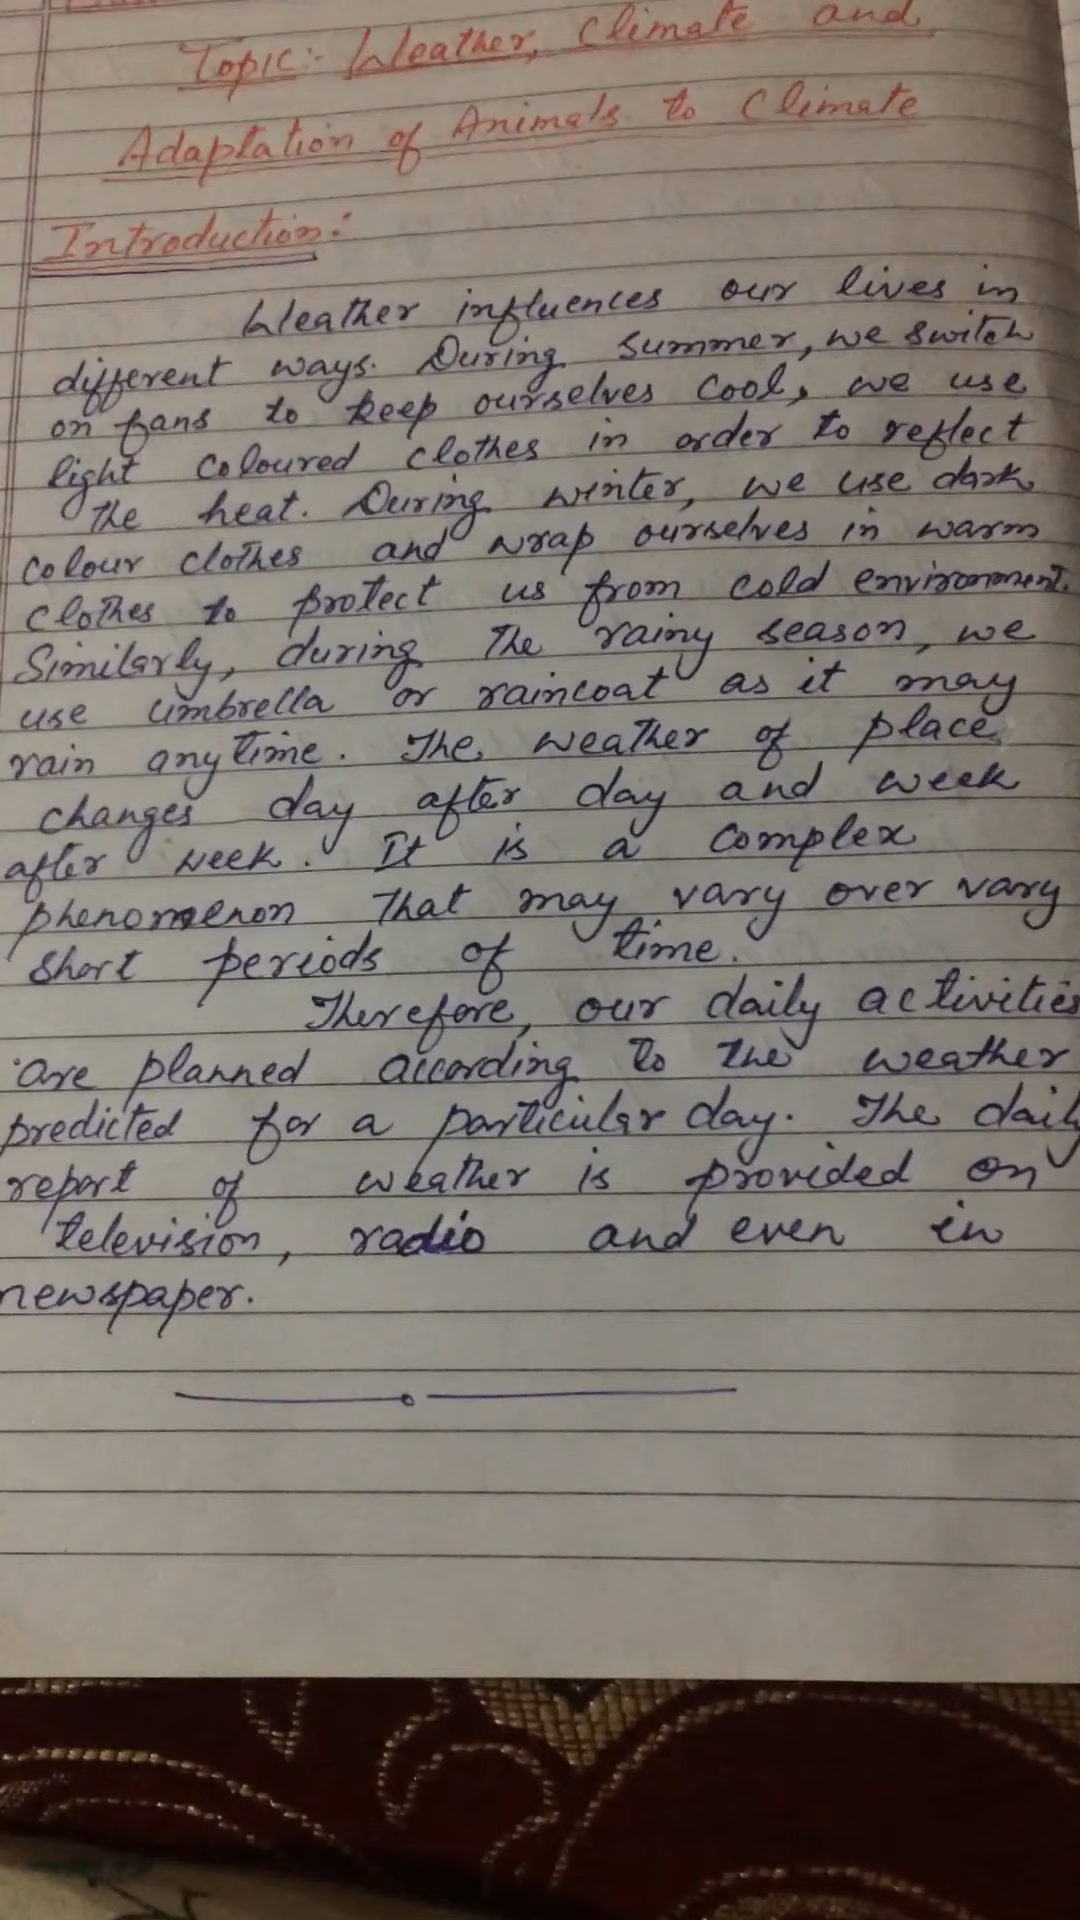 Topic:- Weather, Climate and
Adaptation of Animals to Climate
Introduction:
Weather influences our lives in
different ways. During summer, we switch
on fans to keep ourselves cool, we use
light coloured clothes in order to reflect
the heat. During winter, we use dark
colour clothes and wrap ourselves in warm
clothes to protect us from cold environment.
Similarly, during the rainy season, we
use umbrella or raincoat as it may
rain anytime. The weather of place
changes day after day and week
after week. It is a complex
phenomenon that may vary over vary
short periods of time.
Therefore, our daily activities
are planned according to the weather
predicted for a particular day. The daily
report of weather is provided on
television, radio and even in
newspaper.